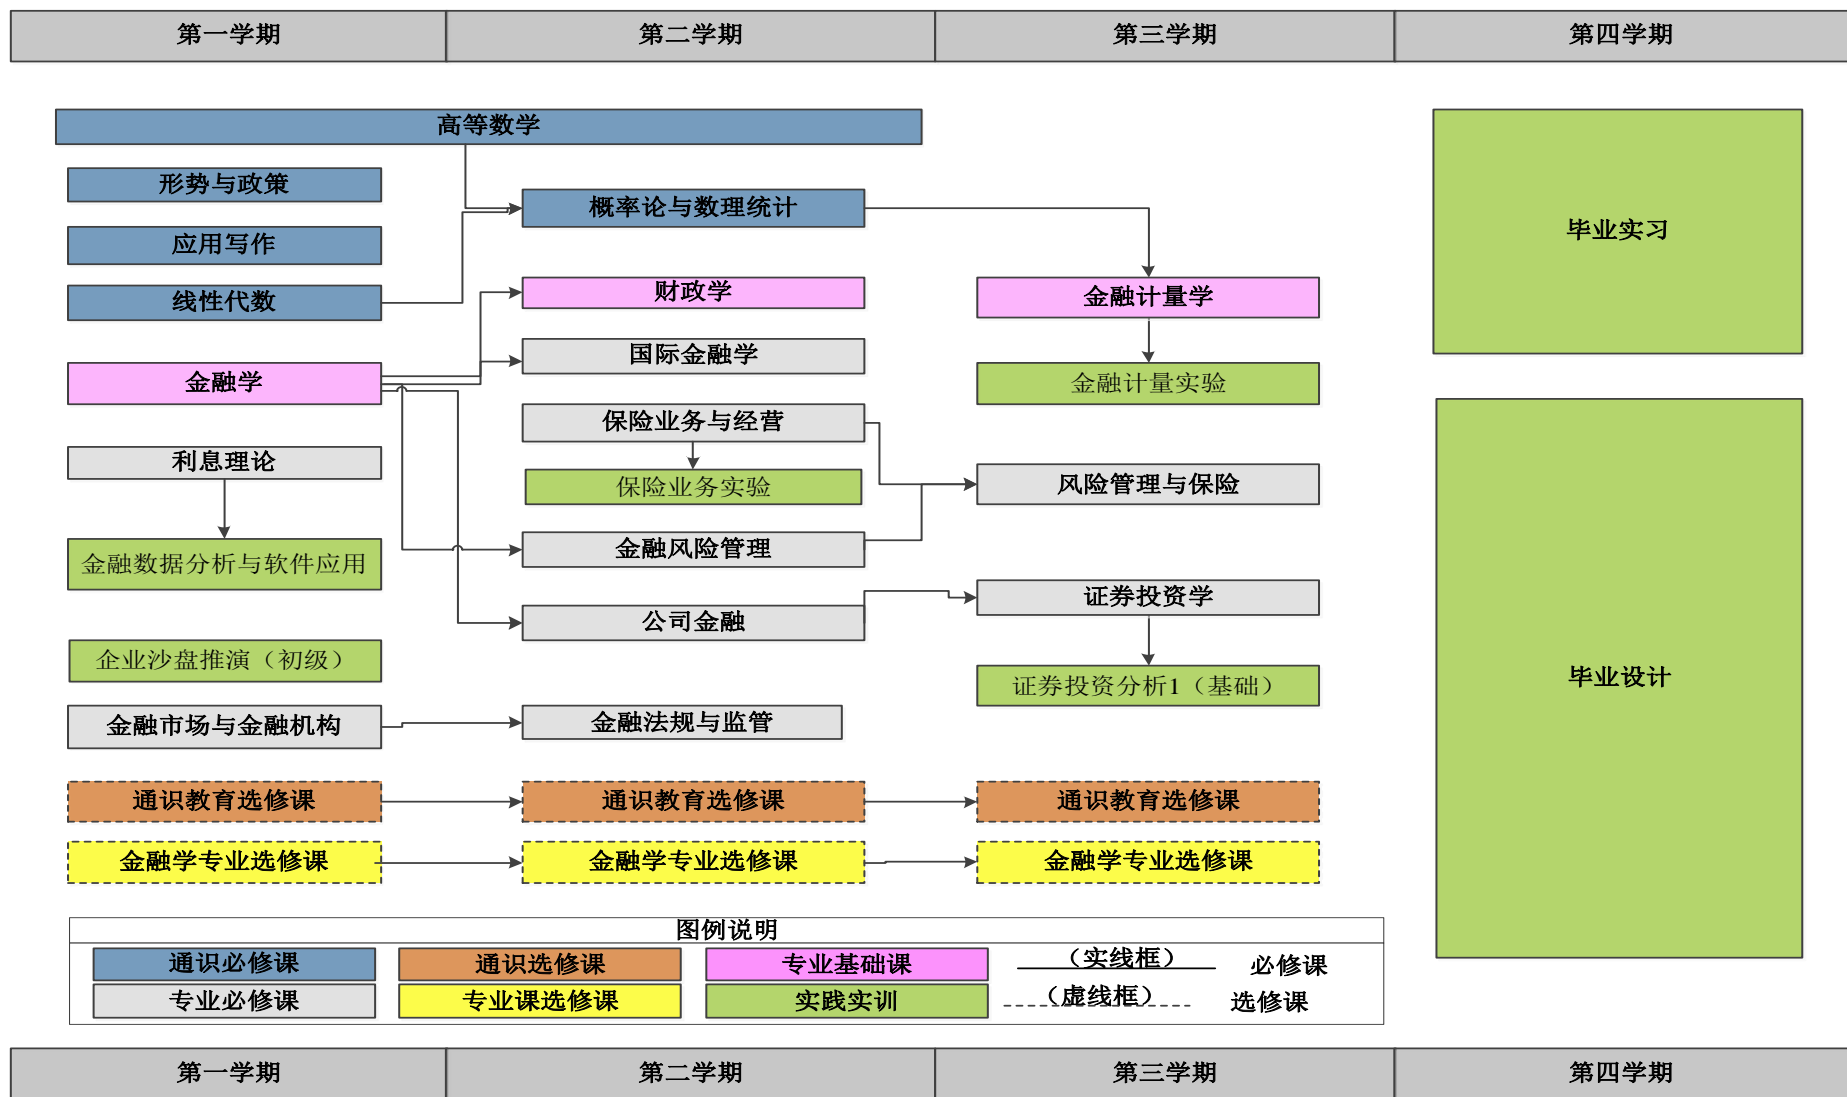 第一学期
第二学期
第三学期
第四学期
高等数学
形势与政策
概率论与数理统计
毕业实习
应用写作
线性代数
财政学
金融计量学
国际金融学
金融学
金融计量实验
保险业务与经营
利息理论
保险业务实验
风险管理与保险
金融风险管理
金融数据分析与软件应用
证券投资学
公司金融
企业沙盘推演（初级）
证券投资分析1（基础）
毕业设计
金融市场与金融机构
金融法规与监管
通识教育选修课
通识教育选修课
通识教育选修课
金融学专业选修课
金融学专业选修课
金融学专业选修课
图例说明
通识必修课
通识选修课
专业基础课
（实线框）
必修课
专业必修课
专业课选修课
实践实训
（虚线框）
选修课
第一学期
第二学期
第三学期
第四学期